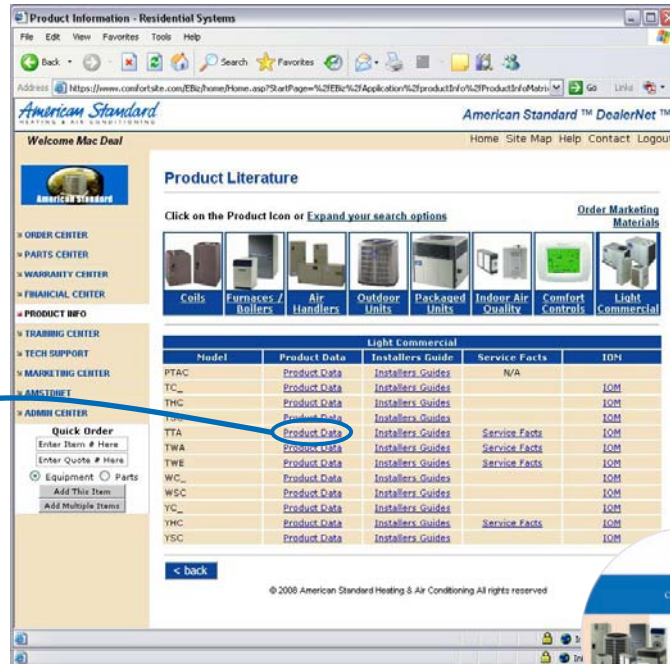 Product Information - Residential Systems
File Edit View Favorites Tools Help
Back Search Favorites
Address https://www.comfortsite.com/EBiz/home/Home.asp?StartPage=%2fEBiz%2fApplication%2fproductInfo%2fProductInfoMatrix Go Links
American Standard
HEATING & AIR CONDITIONING
American Standard ™ DealerNet ™
Welcome Mac Deal
Home Site Map Help Contact Logout
American Standard
ORDER CENTER
PARTS CENTER
WARRANTY CENTER
FINANCIAL CENTER
PRODUCT INFO
TRAINING CENTER
TECH SUPPORT
MARKETING CENTER
AMSTDNET
ADMIN CENTER
Quick Order
Enter Item # Here
Enter Quote # Here
Equipment Parts
Add This Item
Add Multiple Items
Product Literature
Click on the Product Icon or Expand your search options
Order Marketing
Materials
Coils
Furnaces /
Boilers
Air
Handlers
Outdoor
Units
Packaged
Units
Indoor Air
Quality
Comfort
Controls
Light
Commercial
Light Commercial
Model Product Data Installers Guide Service Facts IOM
PTAC Product Data Installers Guides N/A
TC_ Product Data Installers Guides IOM
THC Product Data Installers Guides IOM
TSC Product Data Installers Guides IOM
TTA Product Data Installers Guides Service Facts IOM
TWA Product Data Installers Guides Service Facts IOM
TWE Product Data Installers Guides Service Facts IOM
WC_ Product Data Installers Guides IOM
WSC Product Data Installers Guides IOM
YC_ Product Data Installers Guides IOM
YHC Product Data Installers Guides Service Facts IOM
YSC Product Data Installers Guides IOM
< back
© 2008 American Standard Heating & Air Conditioning All rights reserved